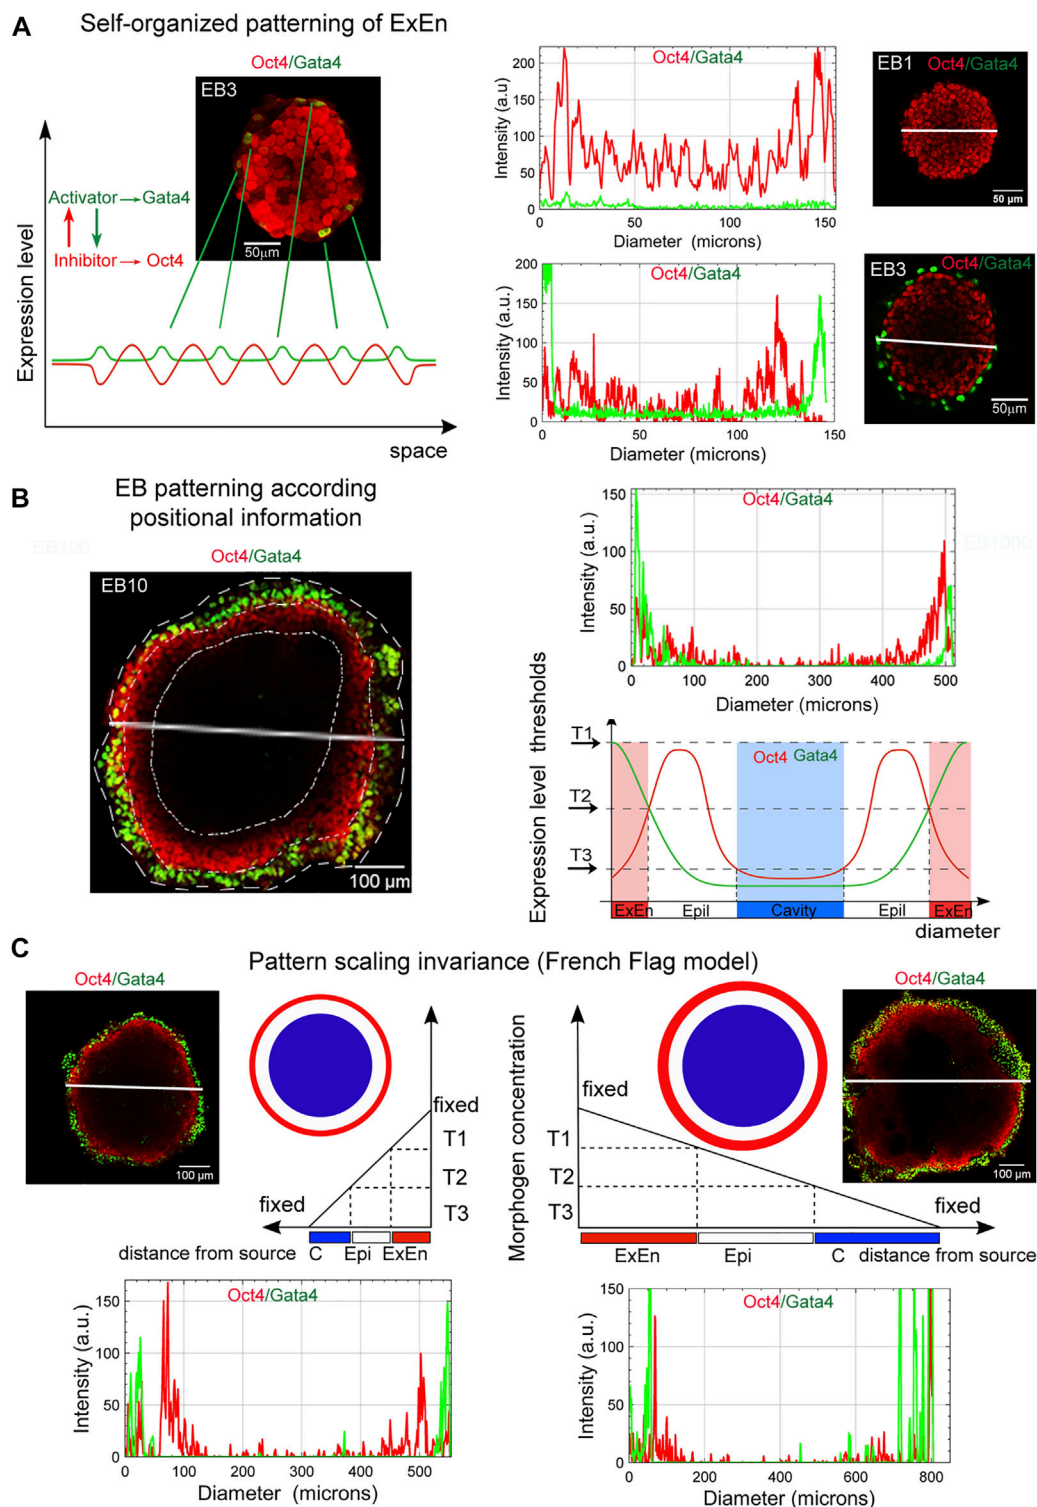 A
Self-organized patterning of ExEn
Oct4/Gata4
EB3
50μm
Expression level
Activator → Gata4
Inhibitor → Oct4
space
Intensity (a.u)
200
150
100
50
0
Oct4/Gata4
0 50 100 150
Diameter (microns)
EB1 Oct4/Gata4
50 μm
Intensity (a.u.)
200
150
100
50
0
Oct4/Gata4
0 50 100 150
Diameter (microns)
EB3 Oct4/Gata4
50μm
B
EB patterning according
positional information
EB100
Oct4/Gata4
EB10
100 μm
Intensity (a.u.)
150
100
50
0
Oct4/Gata4
0 100 200 300 400 500
Diameter (microns)
EB1000
Expression level thresholds
T1
T2
T3
Oct4 Gata4
ExEn Epil Cavity Epil ExEn
diameter
C
Pattern scaling invariance (French Flag model)
Oct4/Gata4
100 μm
fixed
T1
T2
T3
fixed
distance from source C Epi ExEn
Morphogen concentration
fixed
T1
T2
T3
fixed
ExEn Epi C distance from source
Oct4/Gata4
100 μm
Intensity (a.u.)
150
100
50
0
Oct4/Gata4
0 100 200 300 400 500
Diameter (microns)
Intensity (a.u.)
150
100
50
0
Oct4/Gata4
0 200 400 600 800
Diameter (microns)